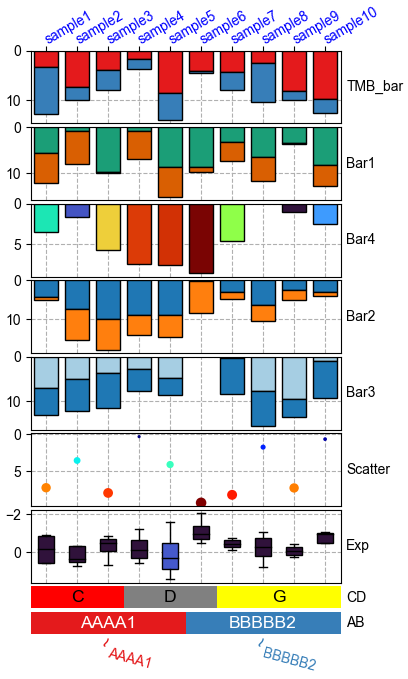 sample1 sample2 sample3 sample4 sample5 sample6 sample7 sample8 sample9 sample10
0
10
TMB_bar
0
10
Bar1
0
5
Bar4
0
10
Bar2
0
10
Bar3
0
5
Scatter
−2
0
Exp
C D G CD
AAAA1 BBBBB2 AB
AAAA1 BBBBB2